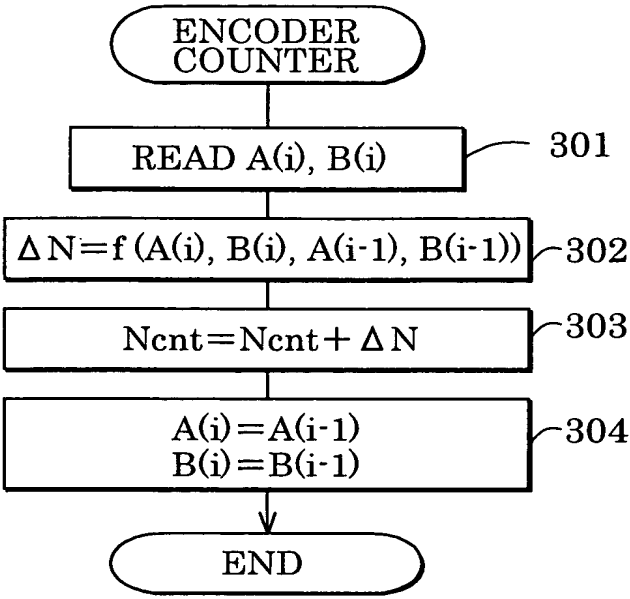 ENCODER
COUNTER
READ A(i), B(i)
301
ΔN=f (A(i), B(i), A(i-1), B(i-1))
302
Ncnt=Ncnt+ΔN
303
A(i)=A(i-1)
B(i)=B(i-1)
304
END